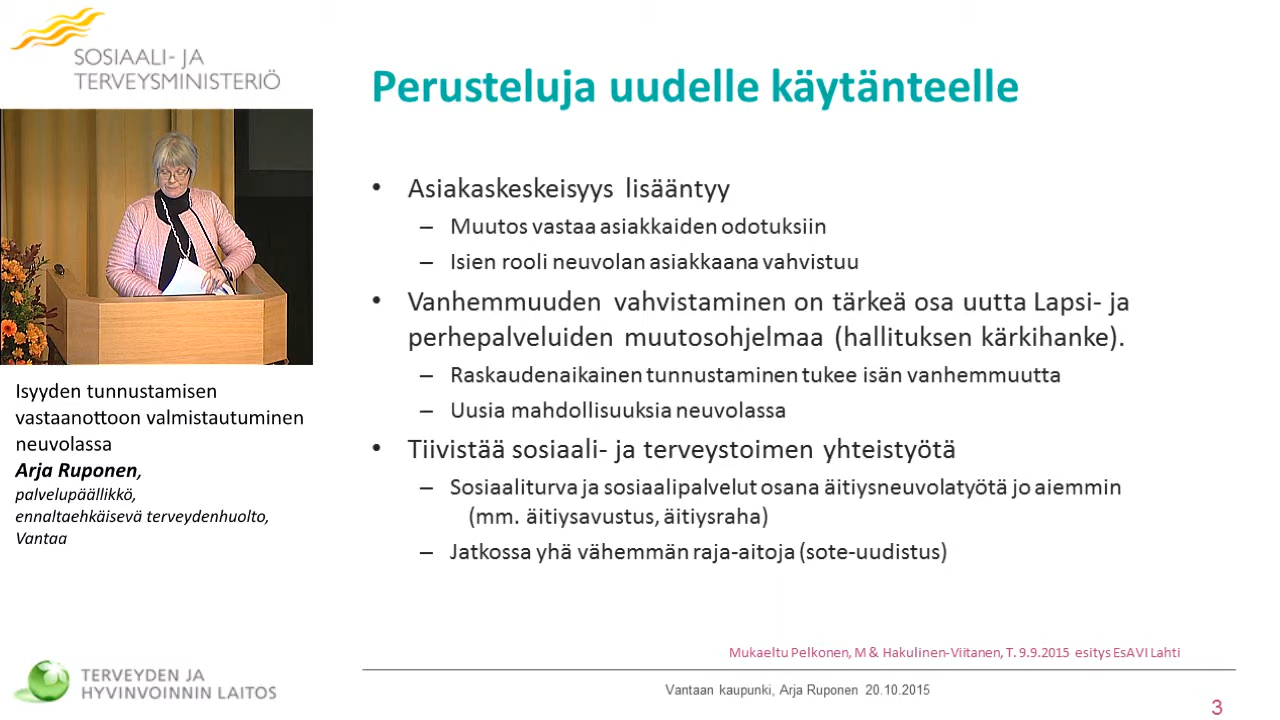 SOSIAALI- JA
TERVEYSMINISTERIÖ
Perusteluja uudelle käytänteelle
• Asiakaskeskeisyys lisääntyy
– Muutos vastaa asiakkaiden odotuksiin
– Isien rooli neuvolan asiakkaana vahvistuu
• Vanhemmuuden vahvistaminen on tärkeä osa uutta Lapsi- ja
perhepalveluiden muutosohjelmaa (hallituksen kärkihanke).
– Raskaudenaikainen tunnustaminen tukee isän vanhemmuutta
– Uusia mahdollisuuksia neuvolassa
• Tiivistää sosiaali- ja terveystoimen yhteistyötä
– Sosiaaliturva ja sosiaalipalvelut osana äitiysneuvolatyötä jo aiemmin
(mm. äitiysavustus, äitiysraha)
– Jatkossa yhä vähemmän raja-aitoja (sote-uudistus)
Isyyden tunnustamisen
vastaanottoon valmistautuminen
neuvolassa
Arja Ruponen,
palvelupäällikkö,
ennaltaehkäisevä terveydenhuolto,
Vantaa
Mukaeltu Pelkonen, M & Hakulinen-Viitanen, T. 9.9.2015 esitys EsAVI Lahti
TERVEYDEN JA
HYVINVOINNIN LAITOS
Vantaan kaupunki, Arja Ruponen 20.10.2015
3